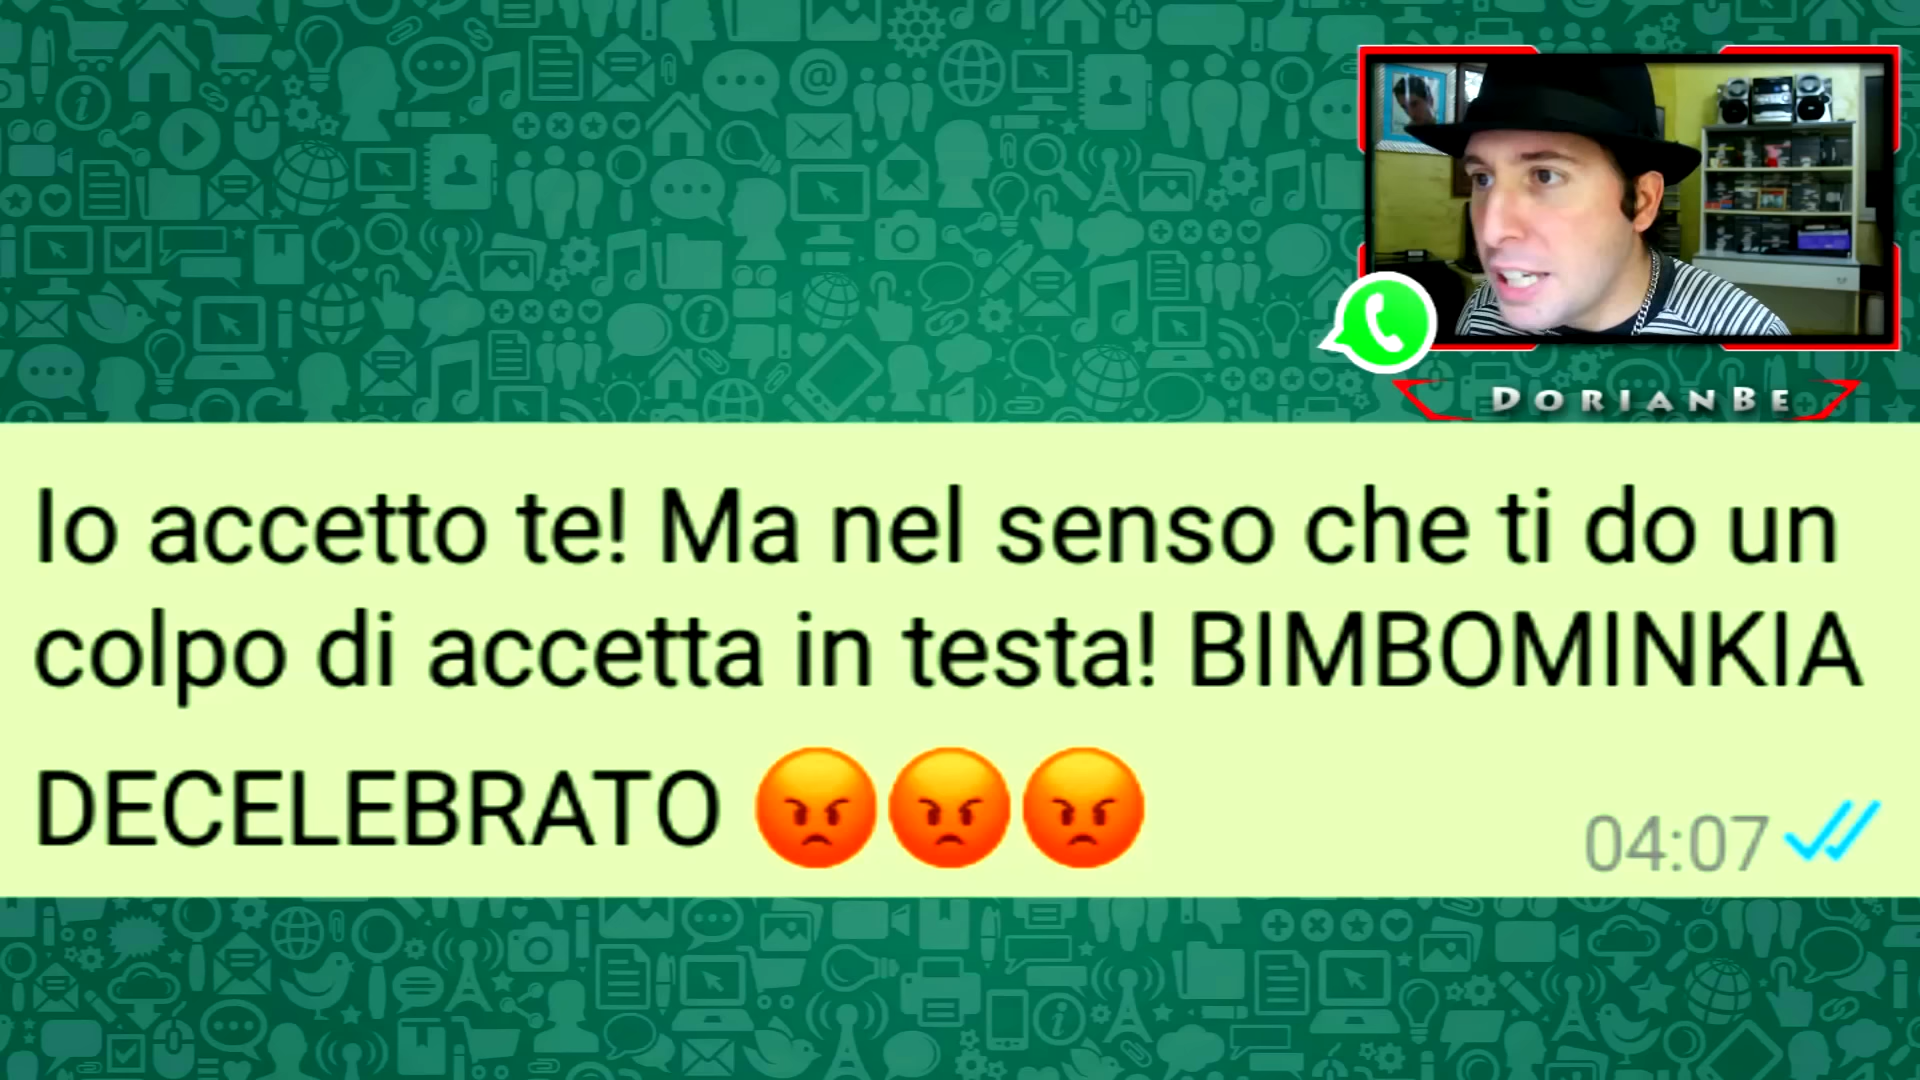 DORIANBE
Io accetto te! Ma nel senso che ti do un
colpo di accetta in testa! BIMBOMINKIA
DECELEBRATO 😡😡😡
04:07